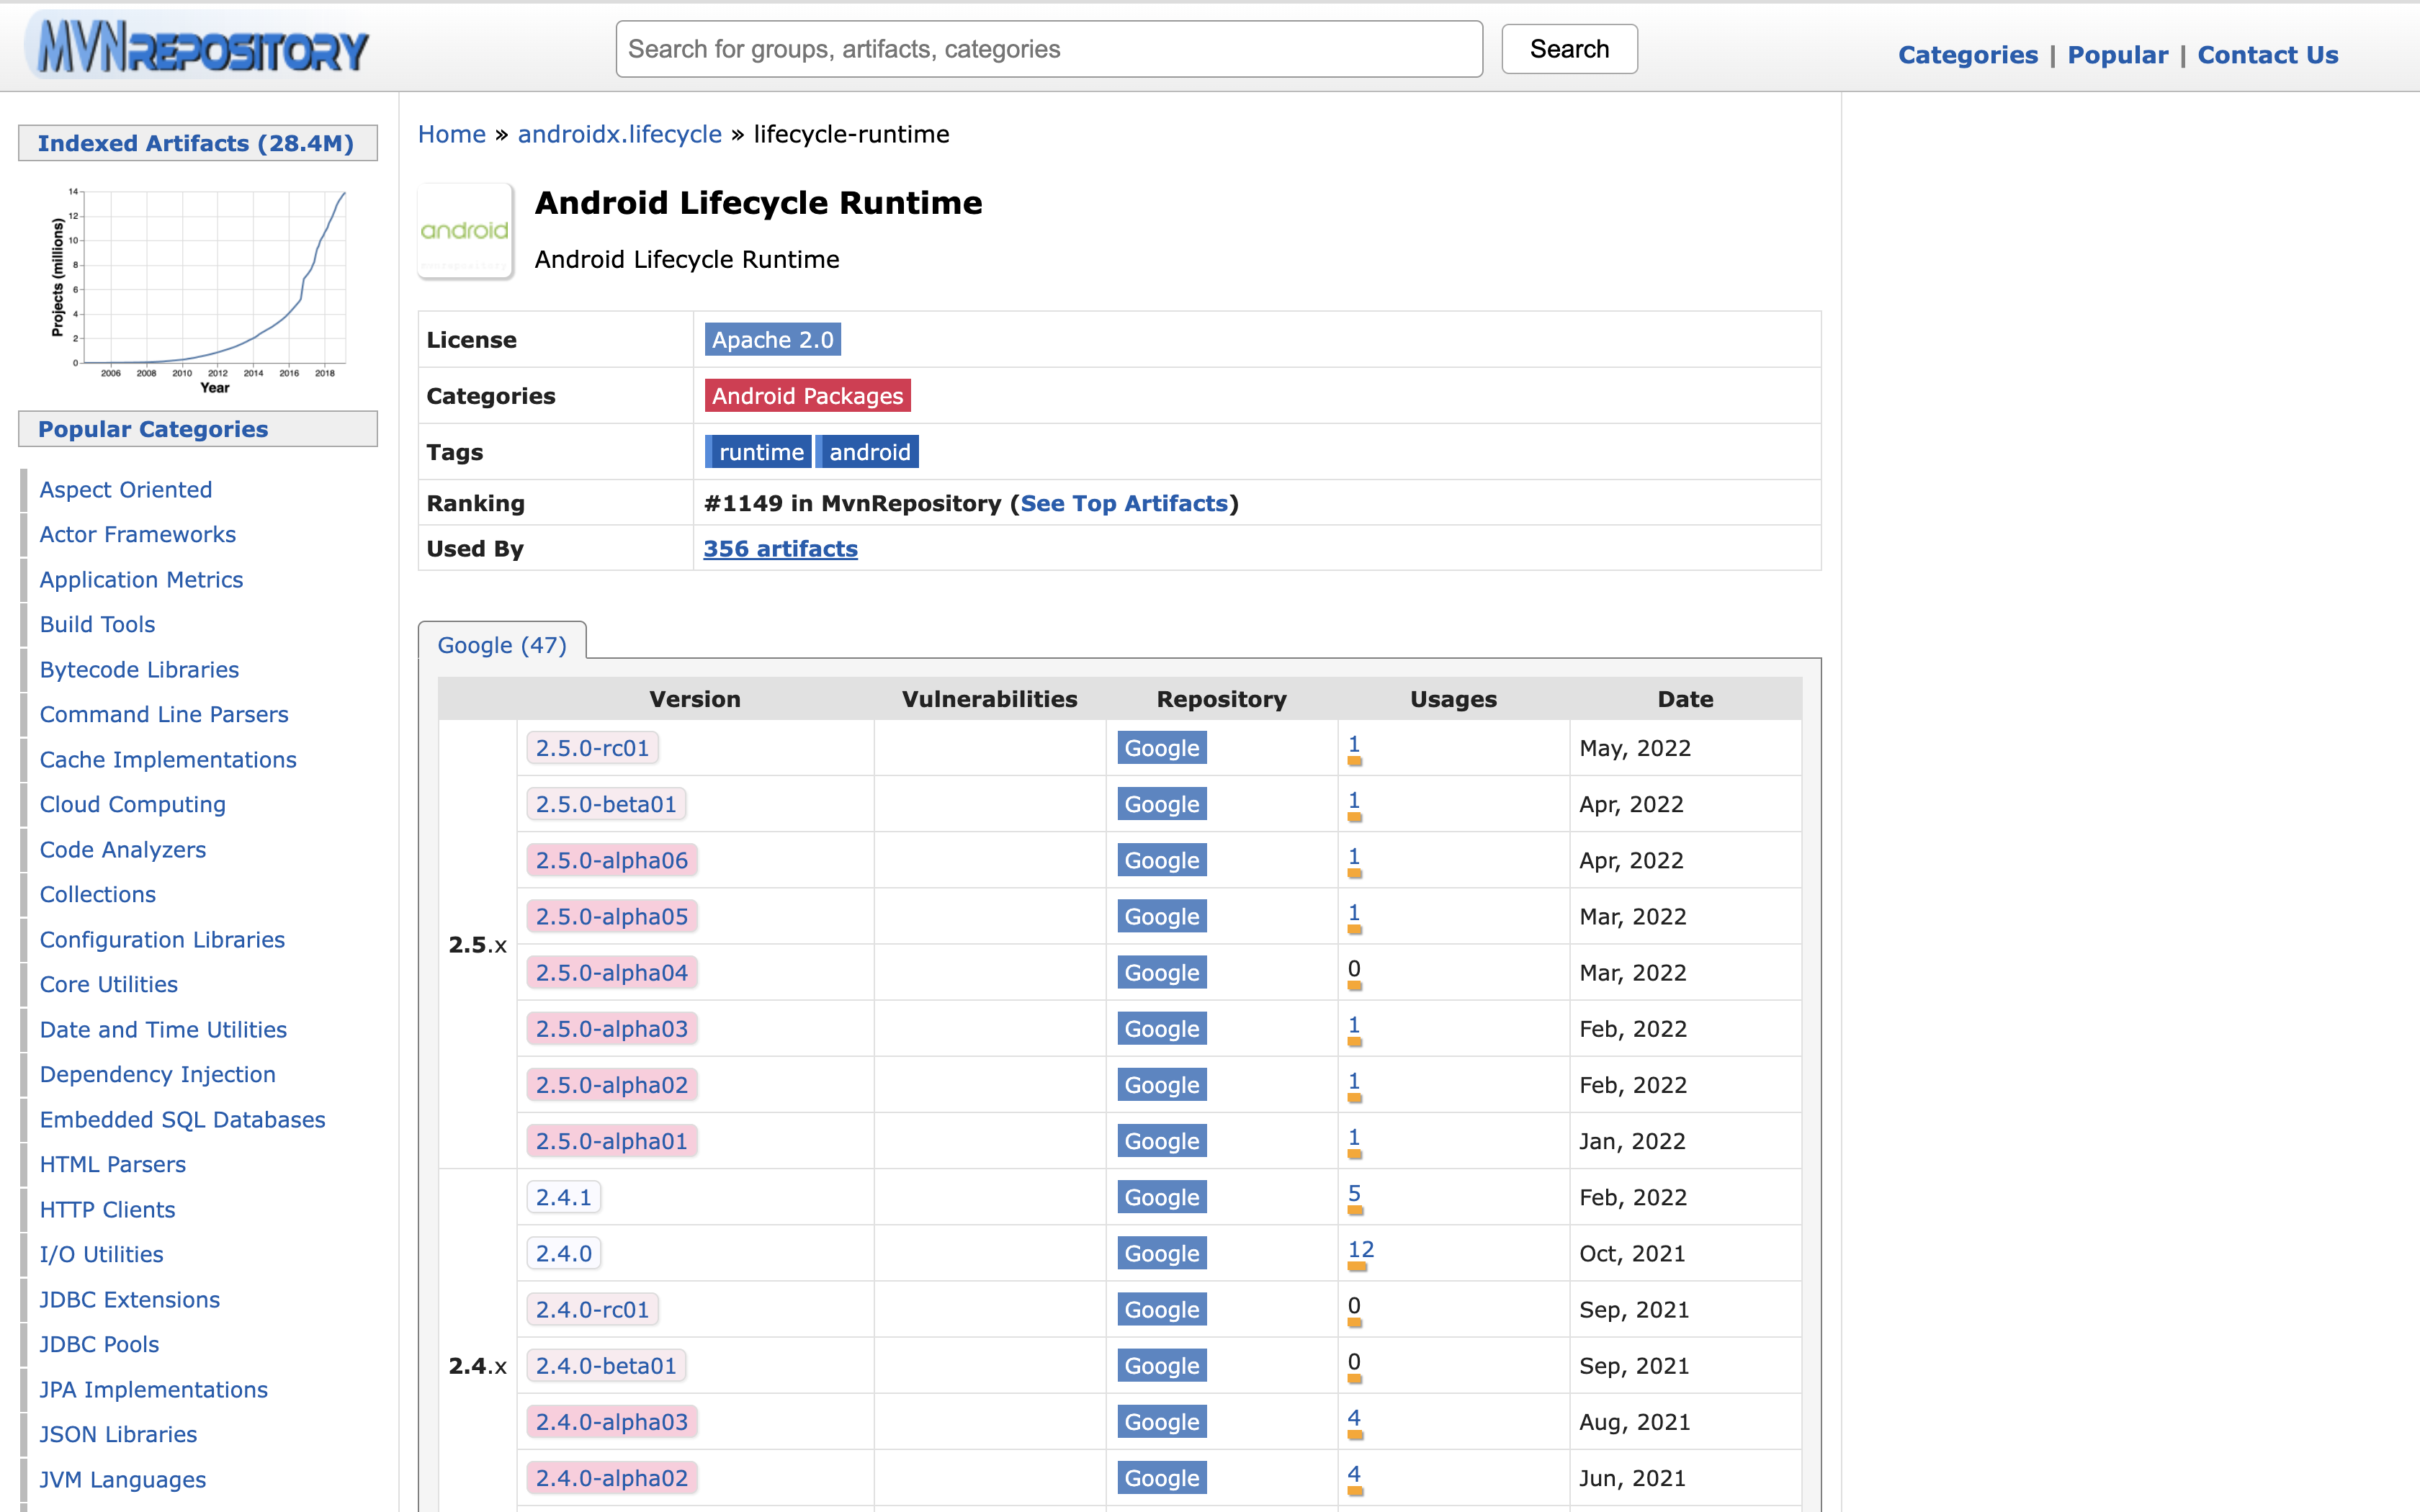 MVNREPOSITORY
Search for groups, artifacts, categories
Search
Categories | Popular | Contact Us
Indexed Artifacts (28.4M)
Projects (millions)
14
12
10
8
6
4
2
0
2006 2008 2010 2012 2014 2016 2018
Year
Popular Categories
Aspect Oriented
Actor Frameworks
Application Metrics
Build Tools
Bytecode Libraries
Command Line Parsers
Cache Implementations
Cloud Computing
Code Analyzers
Collections
Configuration Libraries
Core Utilities
Date and Time Utilities
Dependency Injection
Embedded SQL Databases
HTML Parsers
HTTP Clients
I/O Utilities
JDBC Extensions
JDBC Pools
JPA Implementations
JSON Libraries
JVM Languages
Home » androidx.lifecycle » lifecycle-runtime
android
Android Lifecycle Runtime
Android Lifecycle Runtime
License Apache 2.0
Categories Android Packages
Tags runtime android
Ranking #1149 in MvnRepository (See Top Artifacts)
Used By 356 artifacts
Google (47)
Version Vulnerabilities Repository Usages Date
2.5.x
2.5.0-rc01 Google 1 May, 2022
2.5.0-beta01 Google 1 Apr, 2022
2.5.0-alpha06 Google 1 Apr, 2022
2.5.0-alpha05 Google 1 Mar, 2022
2.5.0-alpha04 Google 0 Mar, 2022
2.5.0-alpha03 Google 1 Feb, 2022
2.5.0-alpha02 Google 1 Feb, 2022
2.5.0-alpha01 Google 1 Jan, 2022
2.4.x
2.4.1 Google 5 Feb, 2022
2.4.0 Google 12 Oct, 2021
2.4.0-rc01 Google 0 Sep, 2021
2.4.0-beta01 Google 0 Sep, 2021
2.4.0-alpha03 Google 4 Aug, 2021
2.4.0-alpha02 Google 4 Jun, 2021